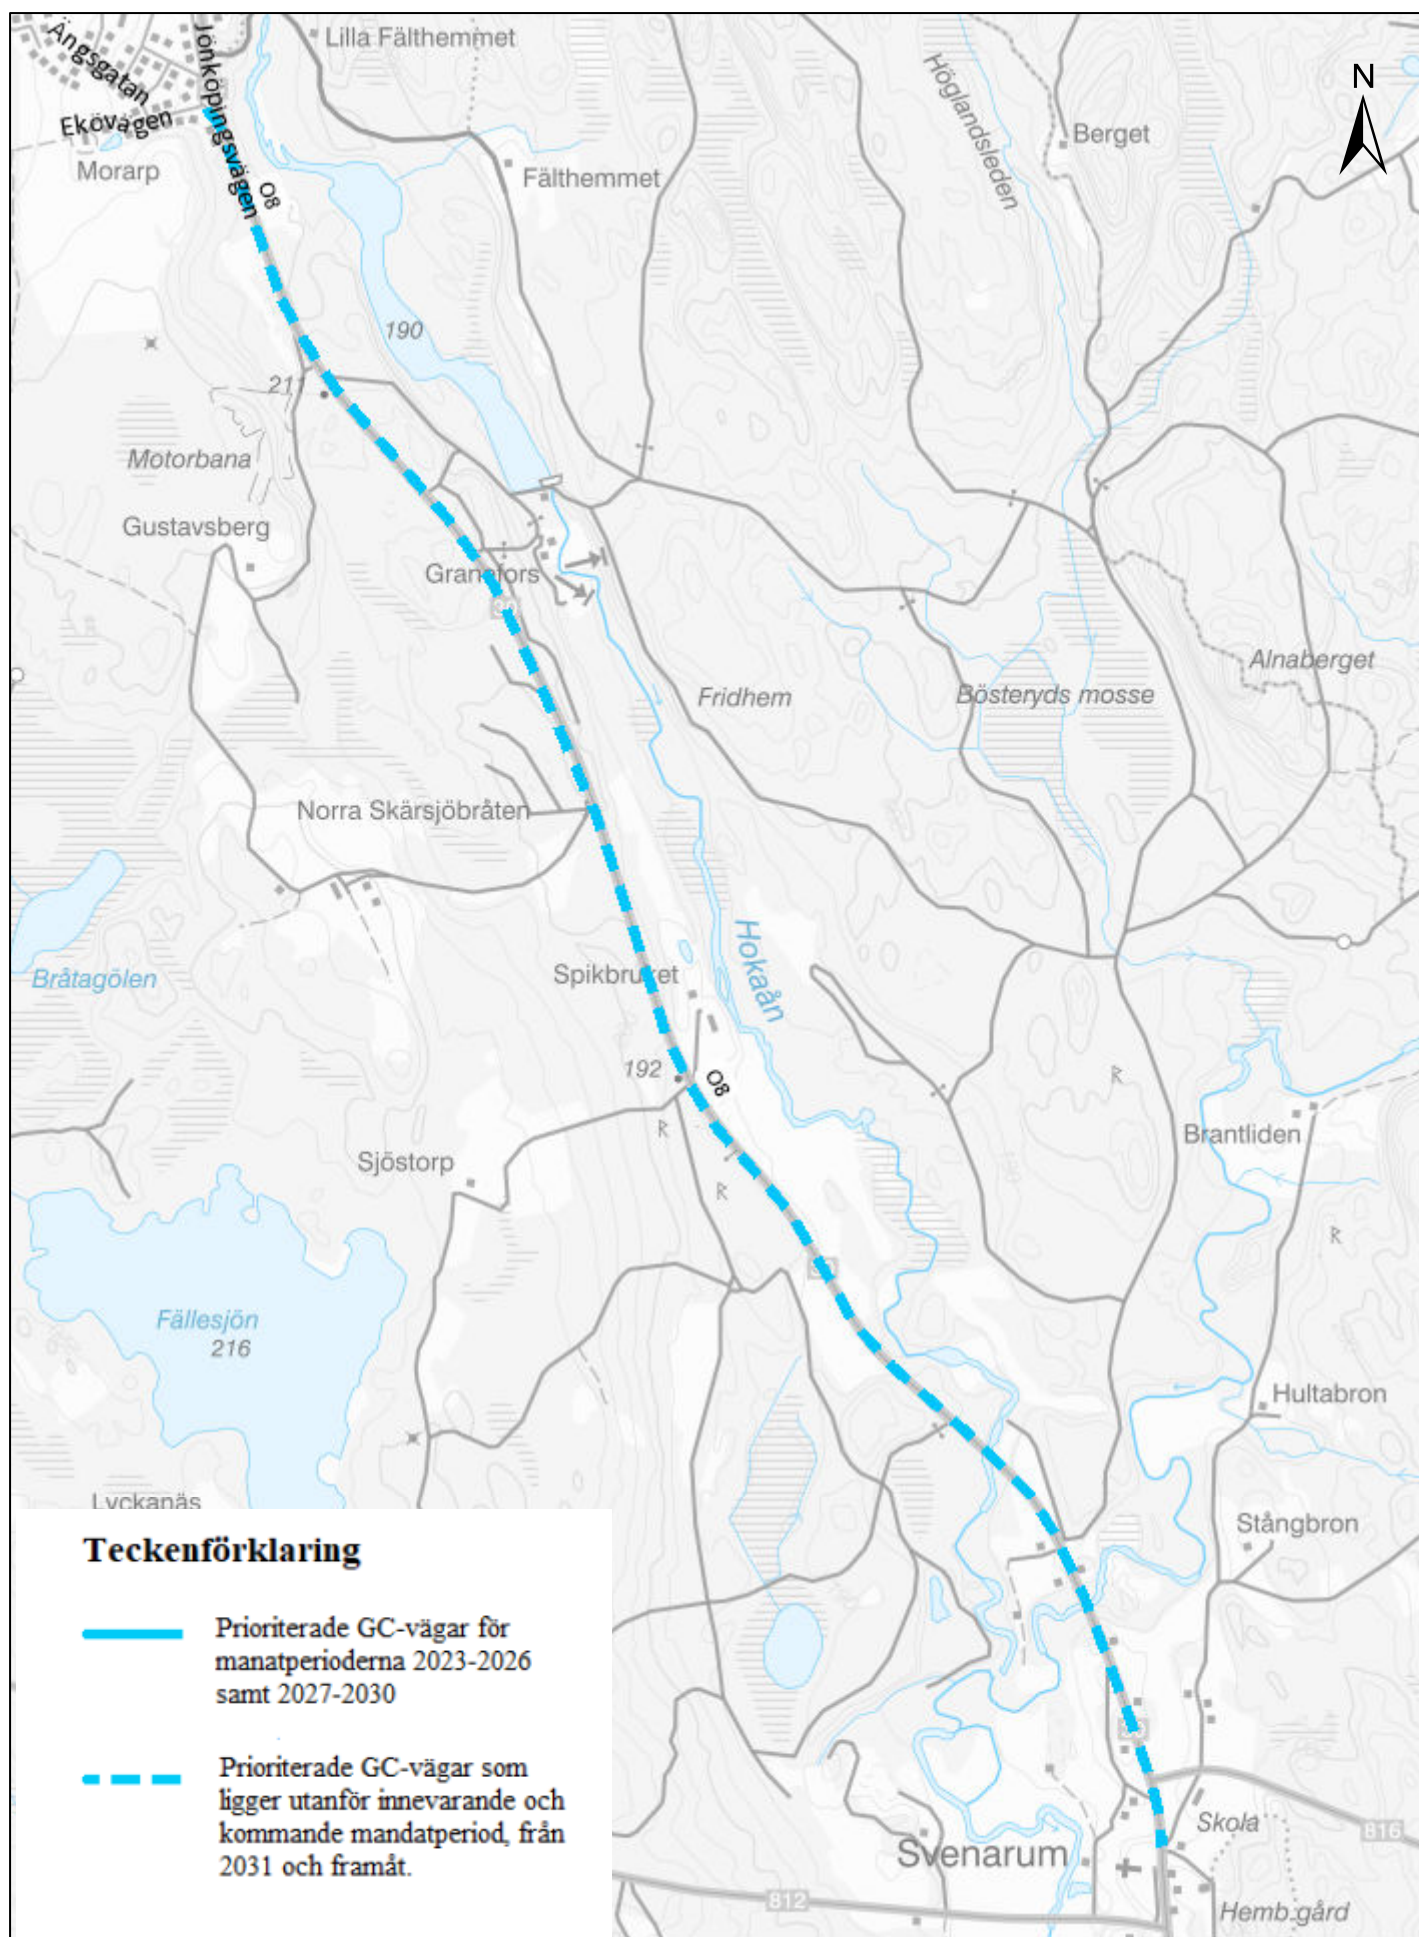 Ängsgatan
Jönköpingsvägen
Lilla Fälthemmet
Höglandsleden
N
Ekövägen
Berget
Morarp
Fälthemmet
O8
190
211
Motorbana
Gustavsberg
Granefors
30
Alnaberget
Fridhem
Bösteryds mosse
Norra Skärsjöbråten
Hokaån
Spikbruket
Bråtagölen
192
O8
R
R
Brantliden
Sjöstorp
R
R
Fällesjön
216
Hultabron
Lyckanäs
Stångbron
Teckenförklaring
Prioriterade GC-vägar för
manatperioderna 2023-2026
samt 2027-2030
Prioriterade GC-vägar som
ligger utanför innevarande och
kommande mandatperiod, från
2031 och framåt.
Skola
816
Svenarum
812
Hemb.gård